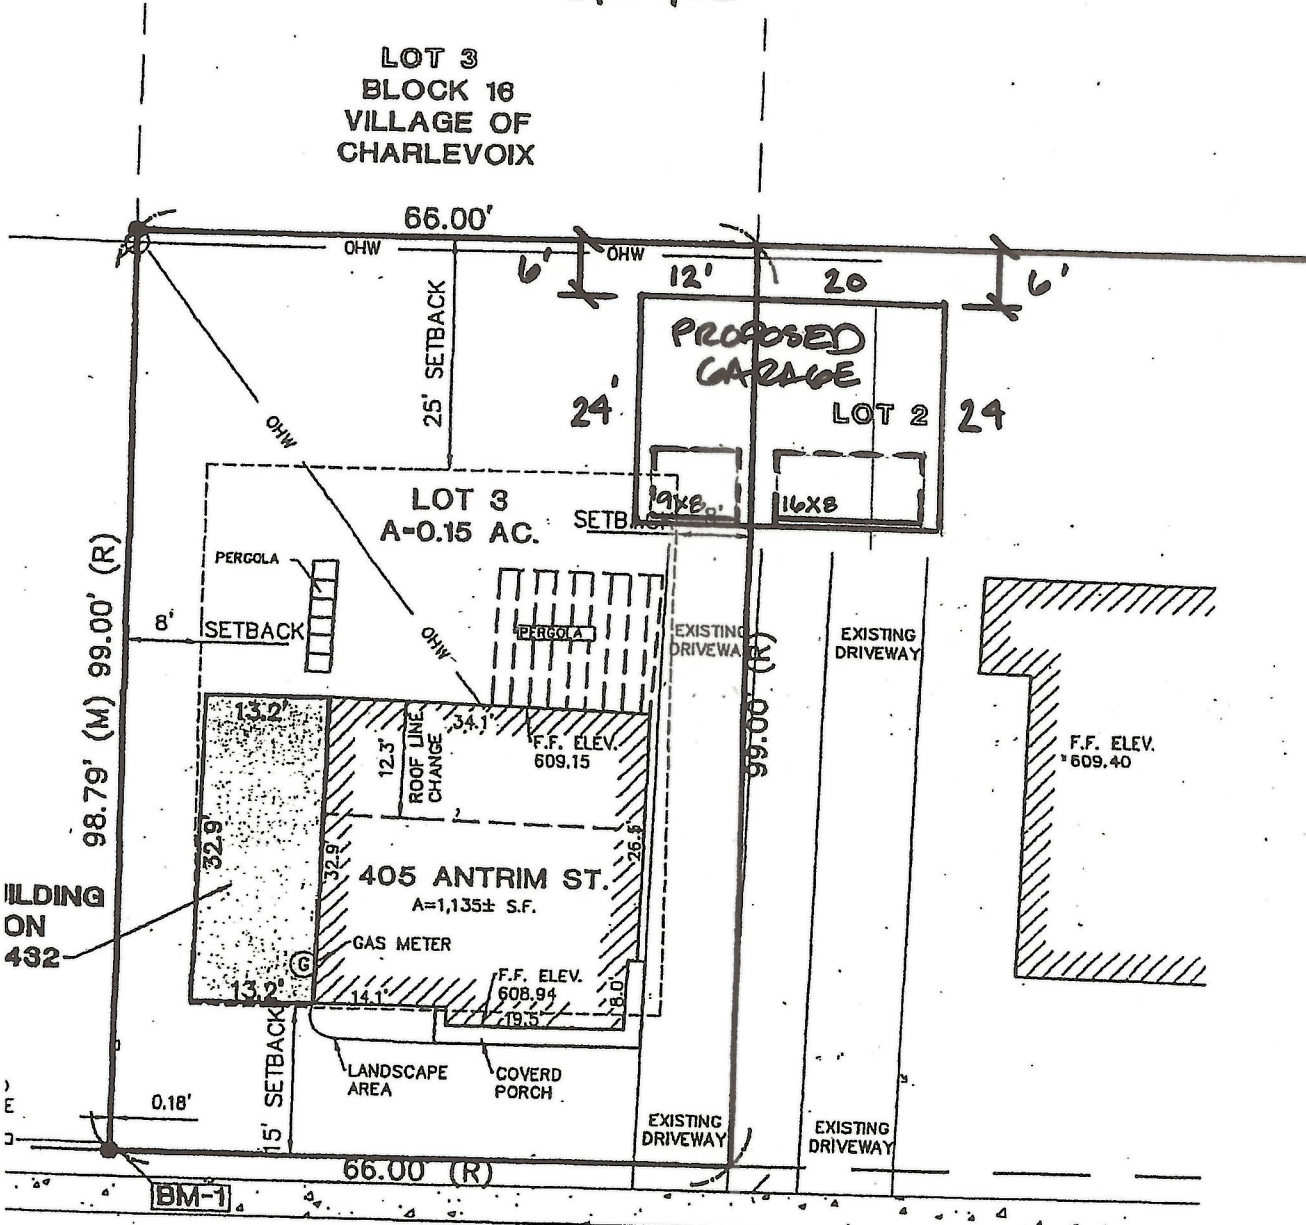 LOT 3
BLOCK 16
VILLAGE OF
CHARLEVOIX
66.00'
OHW
OHW
6'
12'
20
6'
25' SETBACK
PROPOSED
GARAGE
24'
LOT 2
24
OHW
LOT 3
A=0.15 AC.
9X8
16X8
SETBACK
8'
PERGOLA
98.79' (M) 99.00' (R)
8'
SETBACK
OHW
PERGOLA
EXISTING
DRIVEWAY
EXISTING
DRIVEWAY
99.00' (R)
13.2'
34.1'
12.3'
ROOF LINE
CHANGE
F.F. ELEV.
609.15
F.F. ELEV.
609.40
32.9'
32.9'
26.5'
405 ANTRIM ST.
A=1,135± S.F.
ILDING
ON
432
GAS METER
G
13.2'
14.1'
F.F. ELEV.
608.94
19.5'
8.0'
15' SETBACK
LANDSCAPE
AREA
COVERD
PORCH
0.18'
E
EXISTING
DRIVEWAY
EXISTING
DRIVEWAY
66.00 (R)
BM-1